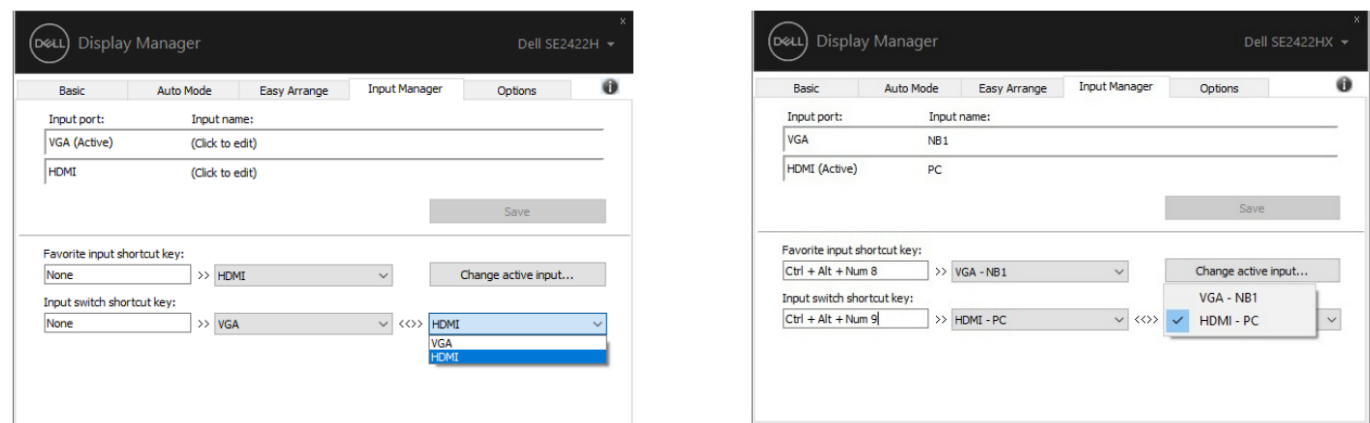 DELL Display Manager
x
Dell SE2422H
Basic Auto Mode Easy Arrange Input Manager Options
Input port: Input name:
VGA (Active) (Click to edit)
HDMI (Click to edit)
Save
Favorite input shortcut key:
None >> HDMI Change active input...
Input switch shortcut key:
None >> VGA <<>> HDMI
VGA
HDMI
DELL Display Manager
x
Dell SE2422HX
Basic Auto Mode Easy Arrange Input Manager Options
Input port: Input name:
VGA NB1
HDMI (Active) PC
Save
Favorite input shortcut key:
Ctrl + Alt + Num 8 >> VGA - NB1 Change active input...
Input switch shortcut key:
Ctrl + Alt + Num 9 >> HDMI - PC <<>>
VGA - NB1
HDMI - PC